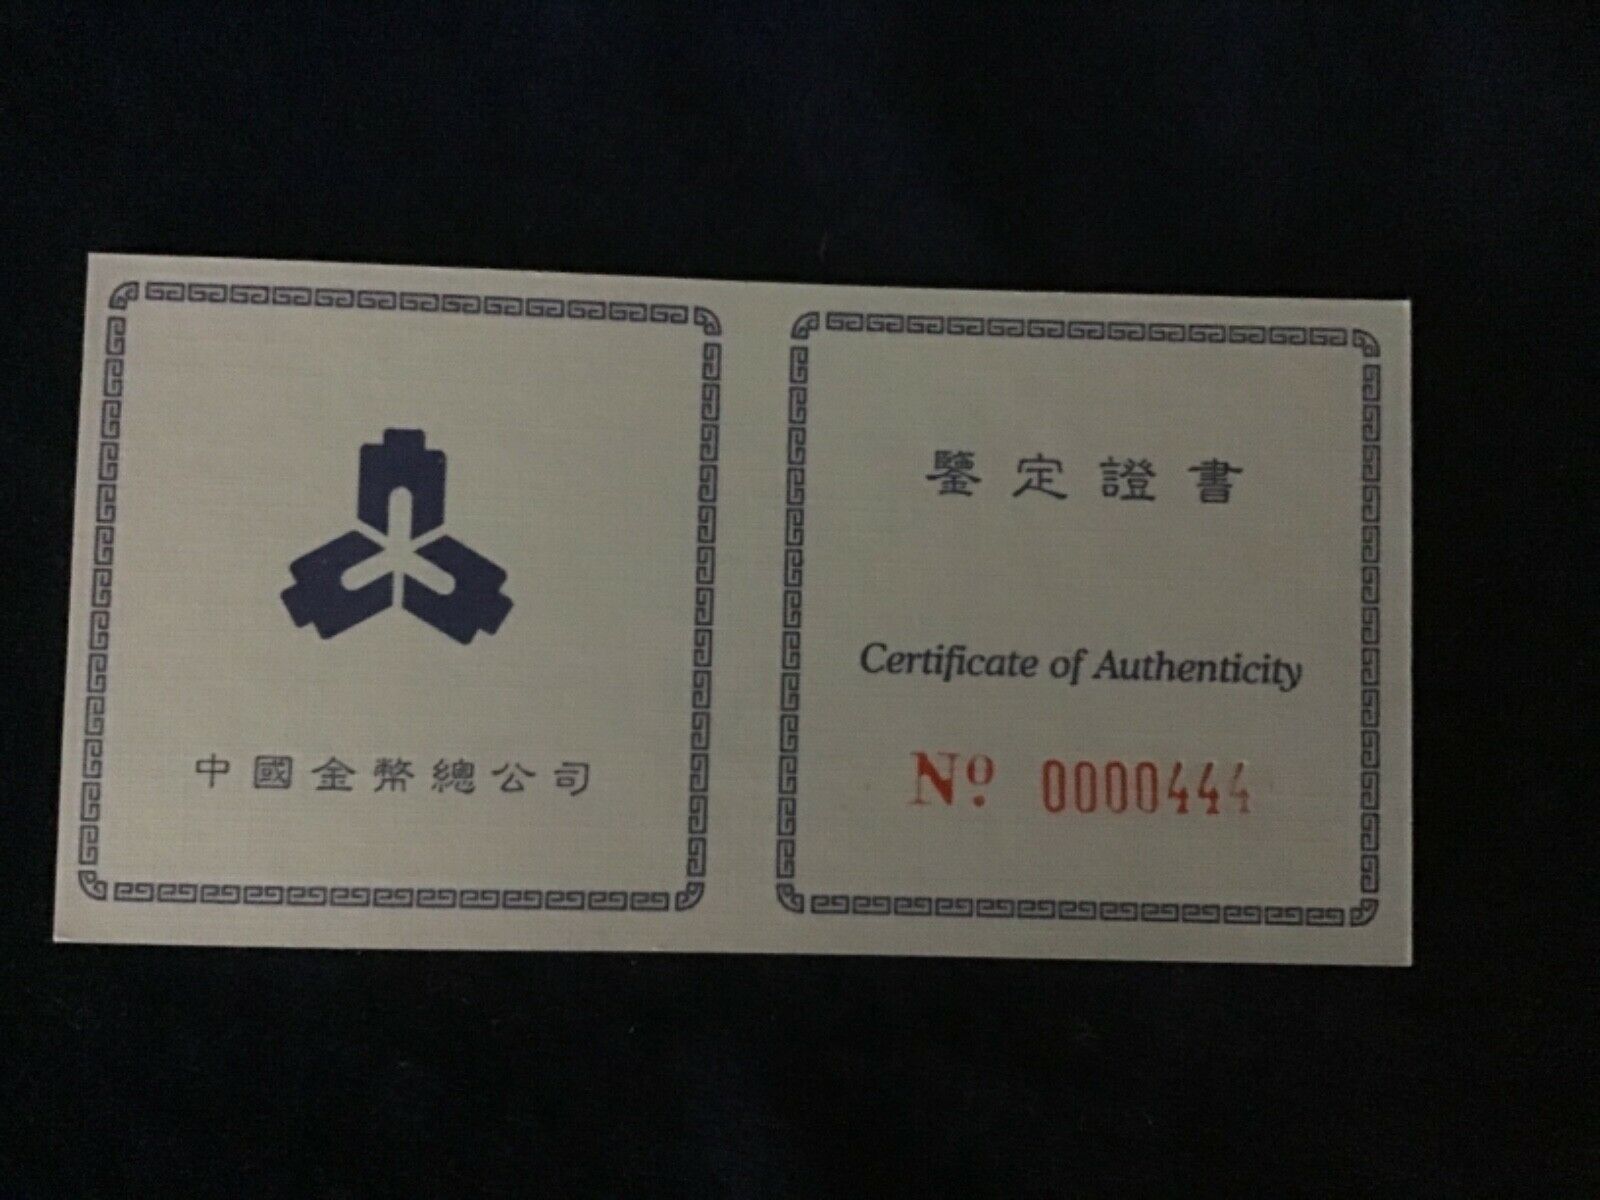 中國金幣總公司
鑒定證書
Certificate of Authenticity
Nº 0000444